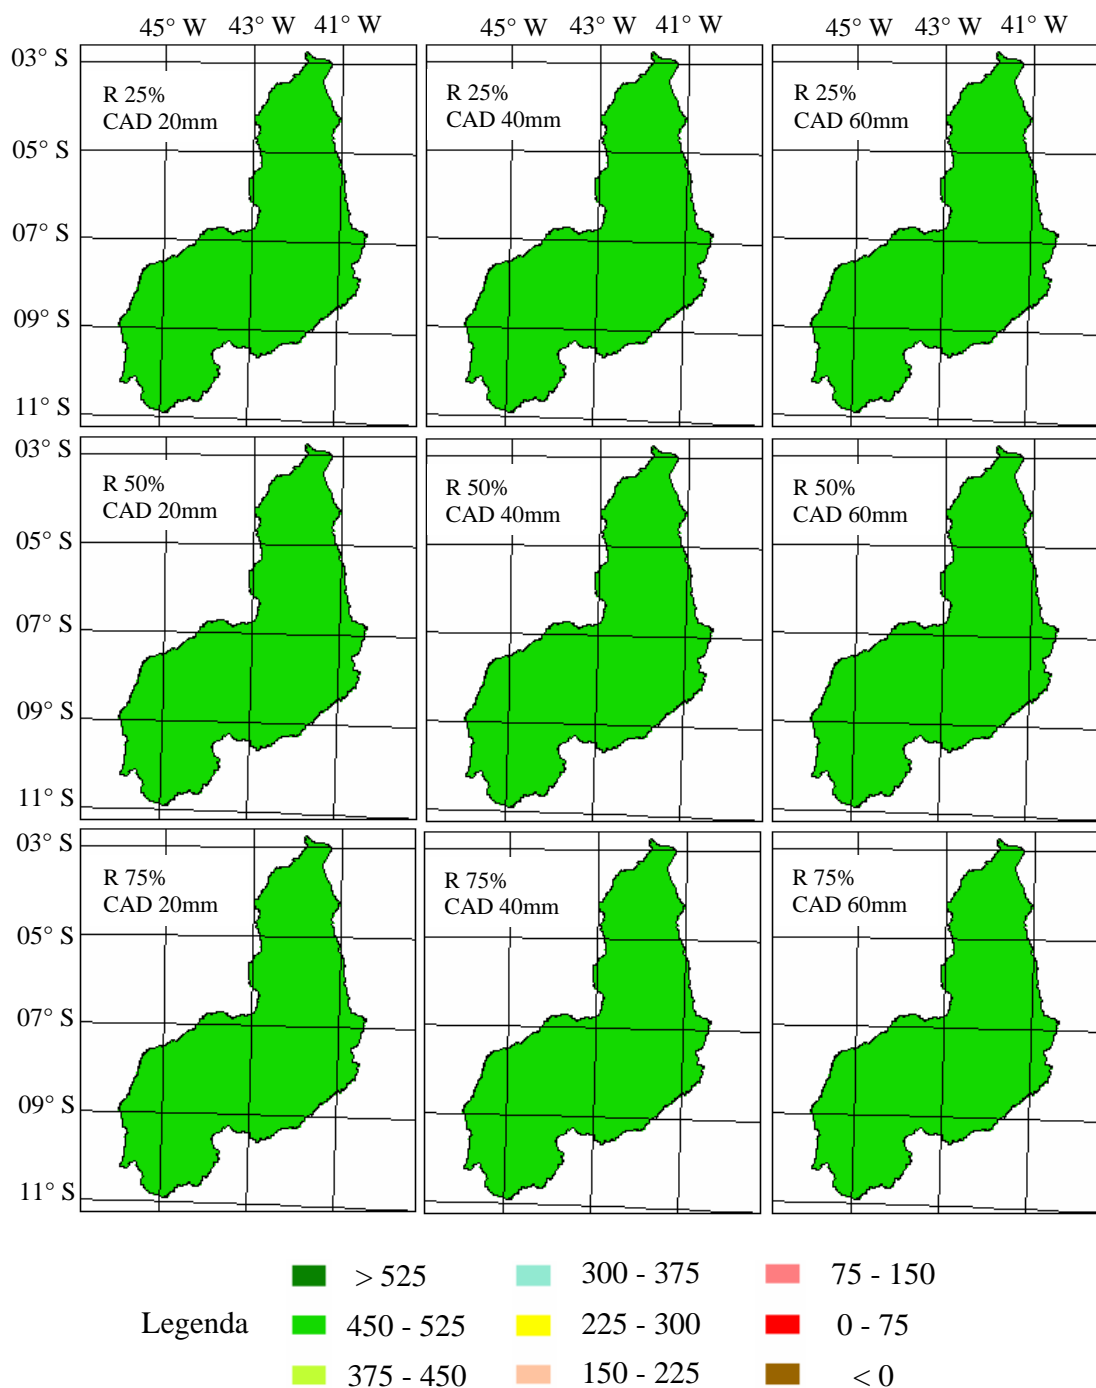 45° W 43° W 41° W 45° W 43° W 41° W 45° W 43° W 41° W
03° S
R 25%
CAD 20mm
R 25%
CAD 40mm
R 25%
CAD 60mm
05° S
07° S
09° S
11° S
03° S
R 50%
CAD 20mm
R 50%
CAD 40mm
R 50%
CAD 60mm
05° S
07° S
09° S
11° S
03° S
R 75%
CAD 20mm
R 75%
CAD 40mm
R 75%
CAD 60mm
05° S
07° S
09° S
11° S
Legenda
> 525
450 - 525
375 - 450
300 - 375
225 - 300
150 - 225
75 - 150
0 - 75
< 0